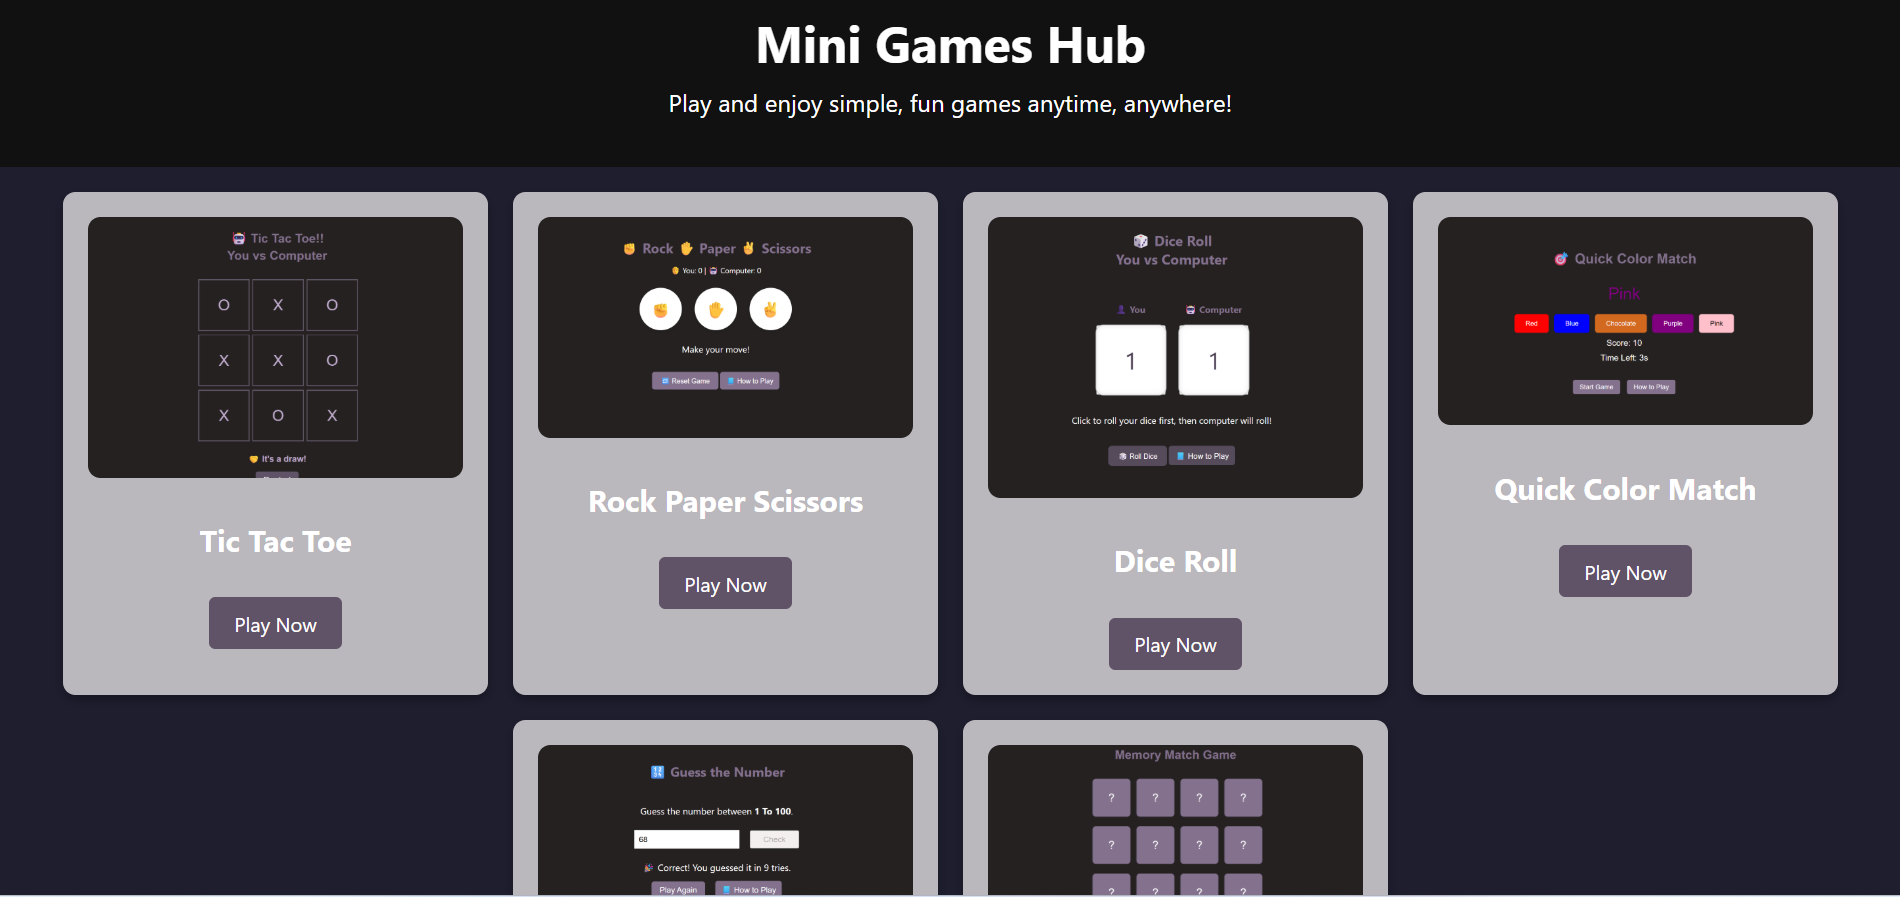 Mini Games Hub
Play and enjoy simple, fun games anytime, anywhere!
Tic Tac Toe!!
You vs Computer
O X O
X X O
X O X
It's a draw!
Tic Tac Toe
Play Now
Rock Paper Scissors
You: 0 | Computer: 0
Make your move!
Reset Game How to Play
Rock Paper Scissors
Play Now
Dice Roll
You vs Computer
You Computer
1 1
Click to roll your dice first, then computer will roll!
Roll Dice How to Play
Dice Roll
Play Now
Quick Color Match
Pink
Red Blue Chocolate Purple Pink
Score: 10
Time Left: 3s
Start Game How to Play
Quick Color Match
Play Now
Guess the Number
Guess the number between 1 To 100.
68 Check
Correct! You guessed it in 9 tries.
Play Again How to Play
Memory Match Game
? ? ? ?
? ? ? ?
? ? ? ?